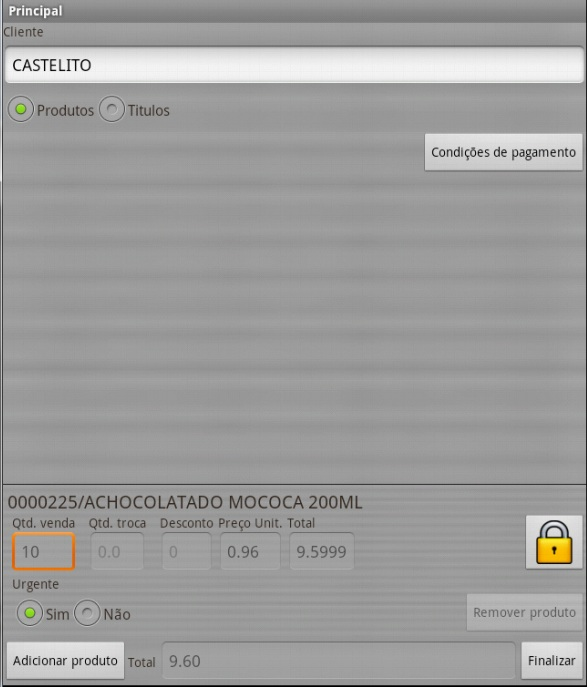 Principal
Cliente
CASTELITO
Produtos Titulos
Condições de pagamento
0000225/ACHOCOLATADO MOCOCA 200ML
Qtd. venda Qtd. troca Desconto Preço Unit. Total
10 0.0 0 0.96 9.5999
Urgente
Sim Não
Remover produto
Adicionar produto Total 9.60 Finalizar